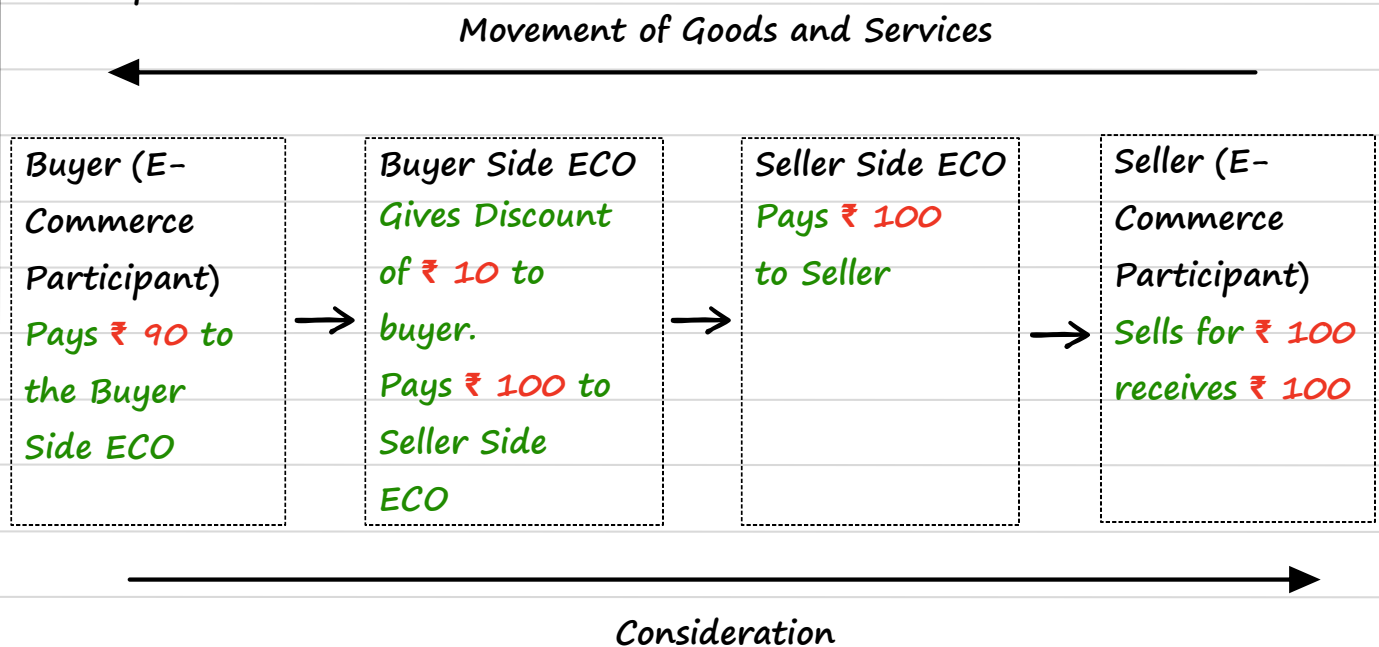 Movement of Goods and Services
Buyer (E-
Commerce
Participant)
Pays ₹ 90 to
the Buyer
Side ECO
Buyer Side ECO
Gives Discount
of ₹ 10 to
buyer.
Pays ₹ 100 to
Seller Side
ECO
Seller Side ECO
Pays ₹ 100
to Seller
Seller (E-
Commerce
Participant)
Sells for ₹ 100
receives ₹ 100
Consideration